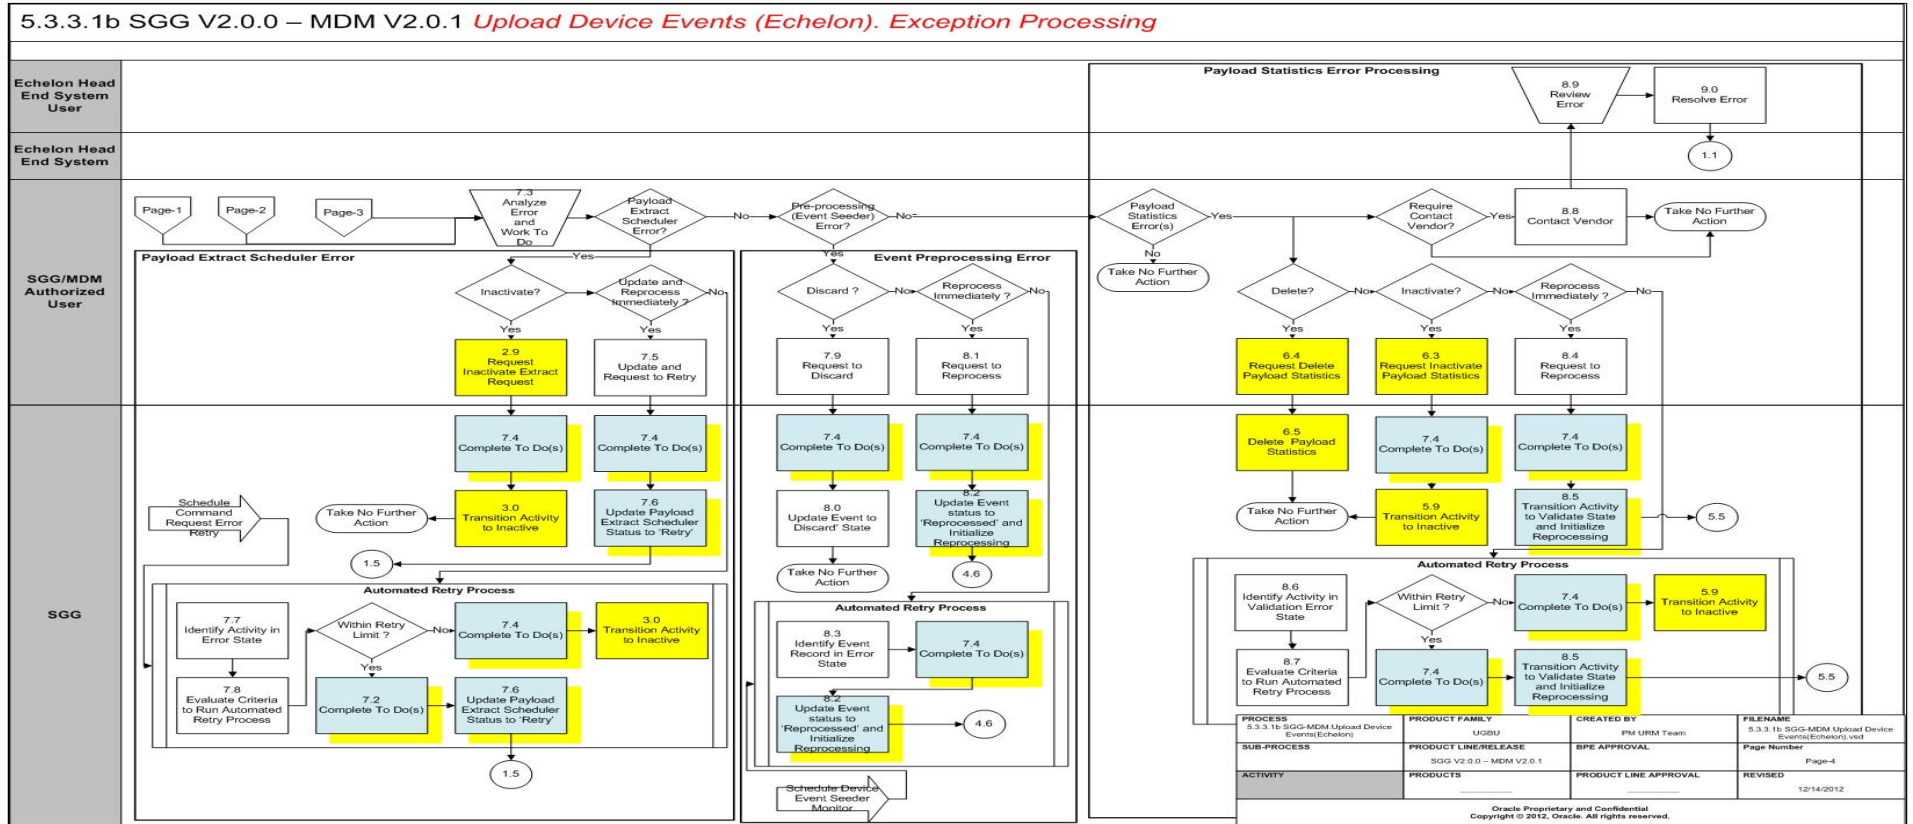 5.3.3.1b SGG V2.0.0 – MDM V2.0.1 Upload Device Events (Echelon). Exception Processing
Echelon Head
End System
User
Payload Statistics Error Processing
8.9
Review
Error
9.0
Resolve Error
Echelon Head
End System
1.1
SGG/MDM
Authorized
User
Page-1
Page-2
Page-3
7.3
Analyze
Error
and
Work To
Do
Payload
Extract
Scheduler
Error?
No
Pre-processing
(Event Seeder)
Error?
No
Payload
Statistics
Error(s)
Yes
Require
Contact
Vendor?
Yes
8.8
Contact Vendor
Take No Further
Action
Yes
Yes
No
Take No Further
Action
Payload Extract Scheduler Error
Inactivate?
Update and
Reprocess
Immediately ?
No
Yes
Yes
2.9
Request
Inactivate Extract
Request
7.5
Update and
Request to Retry
Event Preprocessing Error
Discard ?
No
Reprocess
Immediately ?
No
Yes
Yes
7.9
Request to
Discard
8.1
Request to
Reprocess
Delete?
No
Inactivate?
No
Reprocess
Immediately ?
No
Yes
Yes
Yes
6.4
Request Delete
Payload Statistics
6.3
Request Inactivate
Payload Statistics
8.4
Request to
Reprocess
SGG
7.4
Complete To Do(s)
7.4
Complete To Do(s)
7.4
Complete To Do(s)
7.4
Complete To Do(s)
6.5
Delete Payload
Statistics
7.4
Complete To Do(s)
7.4
Complete To Do(s)
Schedule
Command
Request Error
Retry
Take No Further
Action
3.0
Transition Activity
to Inactive
7.6
Update Payload
Extract Scheduler
Status to 'Retry'
1.5
8.0
Update Event to
Discard' State
8.2
Update Event
status to
'Reprocessed' and
Initialize
Reprocessing
Take No Further
Action
4.6
Take No Further
Action
5.9
Transition Activity
to Inactive
8.5
Transition Activity
to Validate State
and Initialize
Reprocessing
5.5
Automated Retry Process
7.7
Identify Activity in
Error State
Within Retry
Limit ?
No
7.4
Complete To Do(s)
3.0
Transition Activity
to Inactive
Yes
7.8
Evaluate Criteria
to Run Automated
Retry Process
7.2
Complete To Do(s)
7.6
Update Payload
Extract Scheduler
Status to 'Retry'
1.5
Automated Retry Process
8.3
Identify Event
Record in Error
State
7.4
Complete To Do(s)
8.2
Update Event
status to
'Reprocessed' and
Initialize
Reprocessing
4.6
Schedule Device
Event Seeder
Monitor
Automated Retry Process
8.6
Identify Activity in
Validation Error
State
Within Retry
Limit ?
No
7.4
Complete To Do(s)
5.9
Transition Activity
to Inactive
Yes
8.7
Evaluate Criteria
to Run Automated
Retry Process
7.4
Complete To Do(s)
8.5
Transition Activity
to Validate State
and Initialize
Reprocessing
5.5
PROCESS
5.3.3.1b SGG-MDM.Upload Device
Events(Echelon)
PRODUCT FAMILY
UGBU
CREATED BY
PM URM Team
FILENAME
5.3.3.1b SGG-MDM.Upload Device
Events(Echelon).vsd
SUB-PROCESS
PRODUCT LINE/RELEASE
SGG V2.0.0 – MDM V2.0.1
BPE APPROVAL
Page Number
Page-4
ACTIVITY
PRODUCTS
PRODUCT LINE APPROVAL
REVISED
12/14/2012
Oracle Proprietary and Confidential
Copyright © 2012, Oracle. All rights reserved.